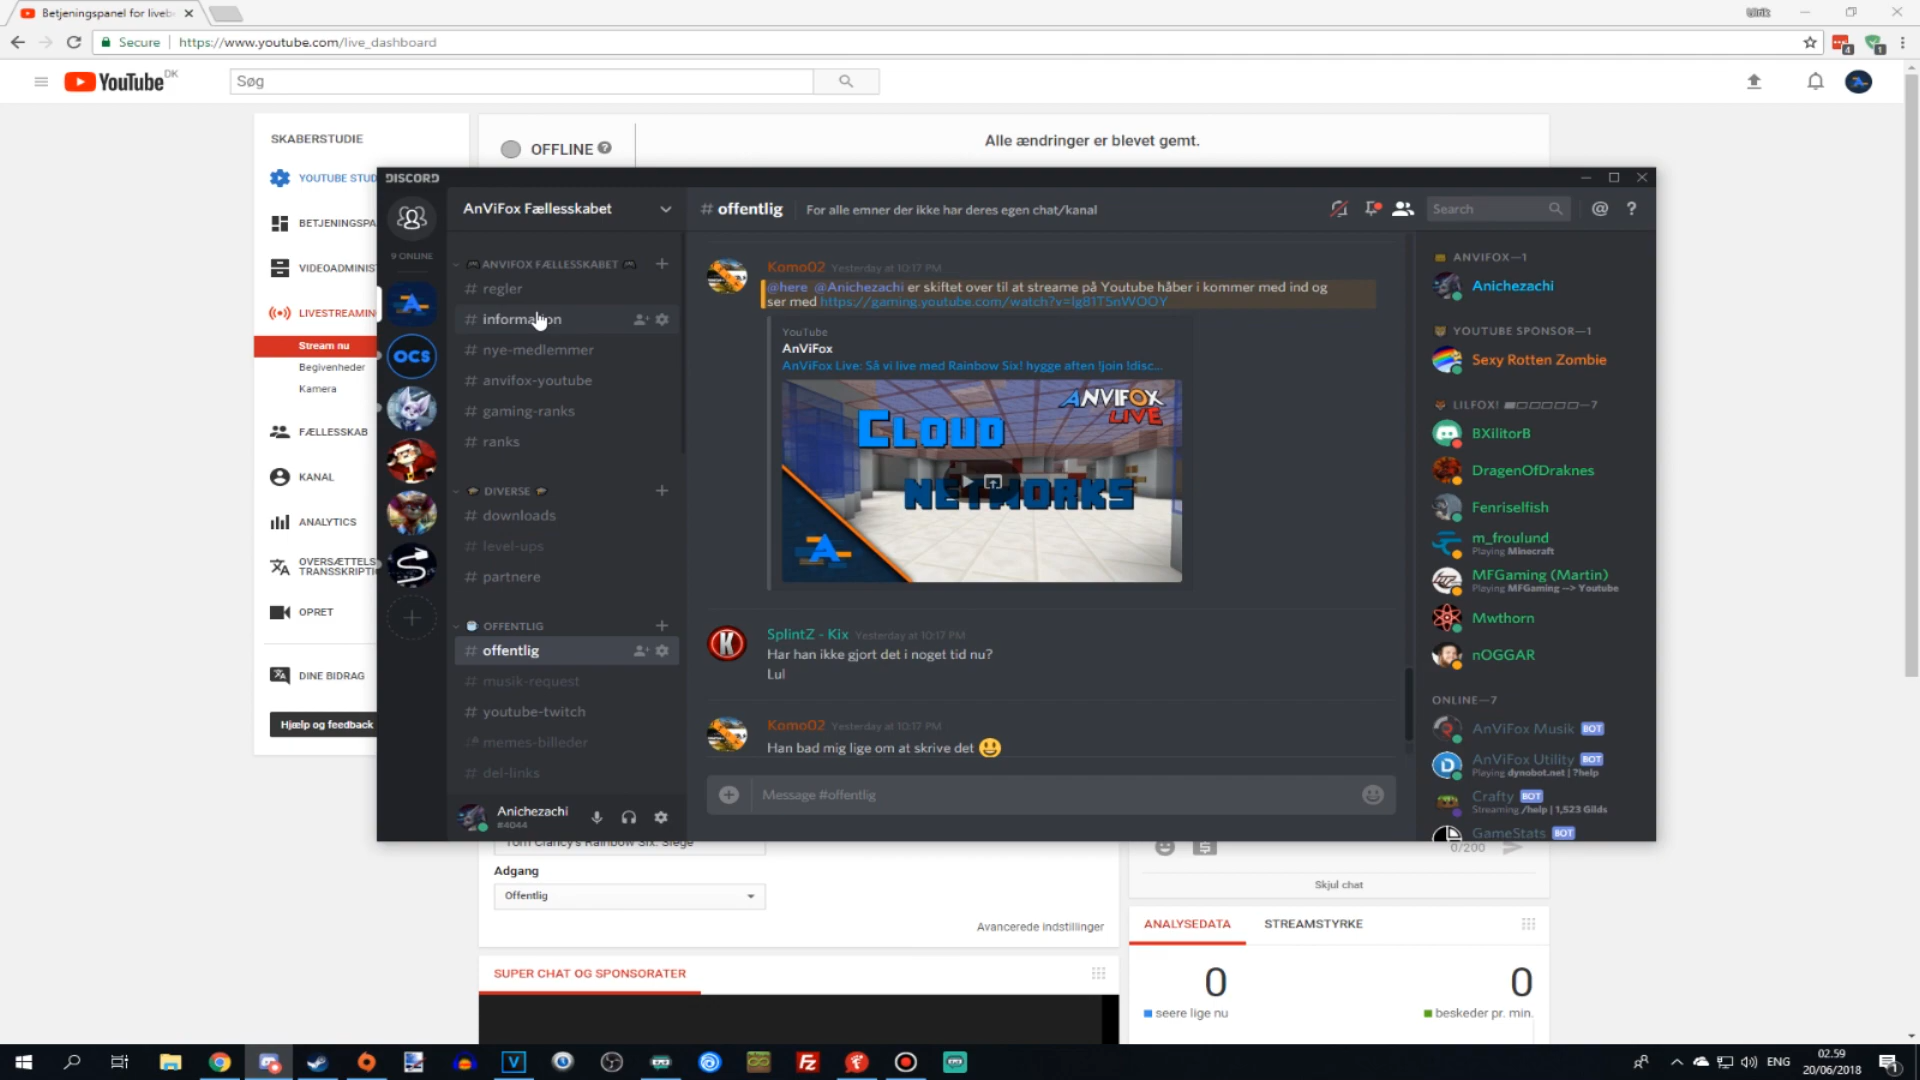 Betjeningspanel for liveb
Ulrik
Secure
https://www.youtube.com/live_dashboard
4
1
YouTube DK
Søg
SKABERSTUDIE
OFFLINE
Alle ændringer er blevet gemt.
YOUTUBE STUD
BETJENINGSPA
VIDEOADMINIS
LIVESTREAMIN
Stream nu
Begivenheder
Kamera
FÆLLESSKAB
KANAL
ANALYTICS
OVERSÆTTELS
TRANSSKRIPTI
OPRET
DINE BIDRAG
Hjælp og feedback
DISCORD
9 ONLINE
OCS
AnViFox Fællesskabet
ANVIFOX FÆLLESSKABET
# regler
# information
# nye-medlemmer
# anvifox-youtube
# gaming-ranks
# ranks
DIVERSE
# downloads
# level-ups
# partnere
OFFENTLIG
# offentlig
# musik-request
# youtube-twitch
memes-billeder
# del-links
Anichezachi
#4044
# offentlig
For alle emner der ikke har deres egen chat/kanal
Search
Komo02 Yesterday at 10:17 PM
@here @Anichezachi er skiftet over til at streame på Youtube håber i kommer med ind og
ser med https://gaming.youtube.com/watch?v=lg81T5nWOOY
YouTube
AnViFox
AnViFox Live: Så vi live med Rainbow Six! hygge aften !join !disc...
ANVIFOX
LIVE
CLOUD
NETWORKS
SplintZ - Kix Yesterday at 10:17 PM
Har han ikke gjort det i noget tid nu?
Lul
Komo02 Yesterday at 10:17 PM
Han bad mig lige om at skrive det
Message #offentlig
ANVIFOX—1
Anichezachi
YOUTUBE SPONSOR—1
Sexy Rotten Zombie
LILFOX! —7
BXilitorB
DragenOfDraknes
Fenriselfish
m_froulund
Playing Minecraft
MFGaming (Martin)
Playing MFGaming --> Youtube
Mwthorn
nOGGAR
ONLINE—7
AnViFox Musik BOT
AnViFox Utility BOT
Playing dynobot.net | ?help
Crafty BOT
Streaming /help | 1,523 Gilds
GameStats BOT
Tom Clancy's Rainbow Six: Siege
Adgang
Offentlig
Avancerede indstillinger
SUPER CHAT OG SPONSORATER
0/200
Skjul chat
ANALYSEDATA
STREAMSTYRKE
0
0
seere lige nu
beskeder pr. min.
ENG
02.59
20/06/2018
1